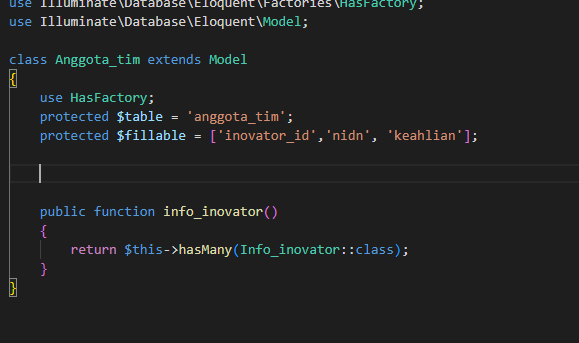 use Illuminate\Database\Eloquent\Factories\HasFactory;
use Illuminate\Database\Eloquent\Model;
class Anggota_tim extends Model
{
use HasFactory;
protected $table = 'anggota_tim';
protected $fillable = ['inovator_id','nidn', 'keahlian'];
public function info_inovator()
{
return $this->hasMany(Info_inovator::class);
}
}